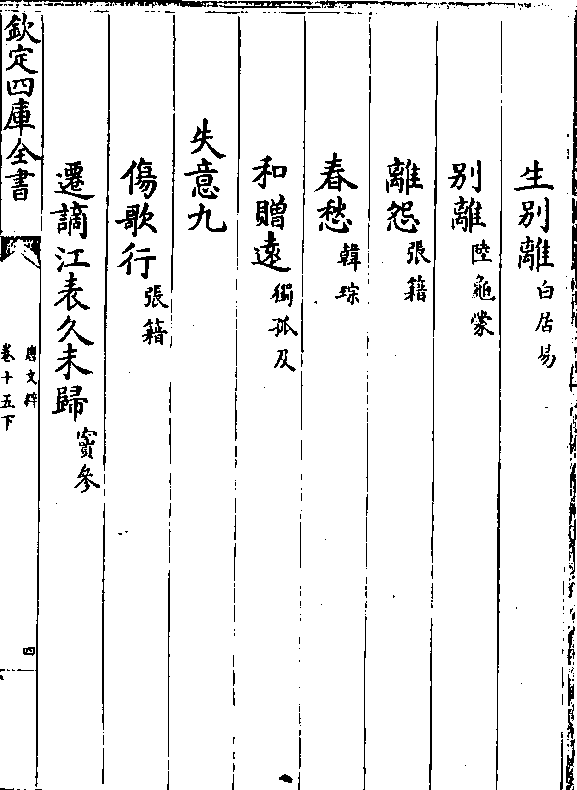 生別離白居易
別離陸龜蒙
離怨張籍
春愁韓琮
和贈遠獨孤及
失意九
傷歌行張籍
遷謫江表久未歸竇參
欽定四庫全書
唐文粹
卷十五下
四